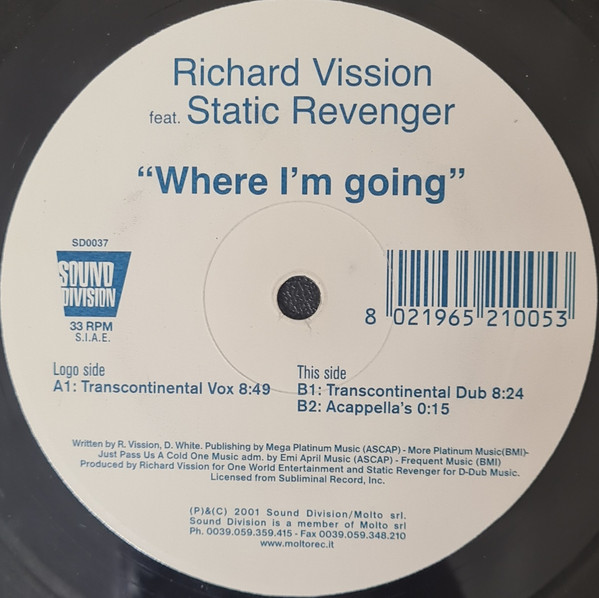 Richard Vission
feat. Static Revenger
“Where I'm going”
SD0037
SOUND
DIVISION
33 RPM
S.I.A.E.
8 021965 210053
Logo side
A1: Transcontinental Vox 8:49
This side
B1: Transcontinental Dub 8:24
B2: Acappella's 0:15
Written by R. Vission, D. White. Publishing by Mega Platinum Music (ASCAP) - More Platinum Music(BMI)-
Just Pass Us A Cold One Music adm. by Emi April Music (ASCAP) - Frequent Music (BMI)
Produced by Richard Vission for One World Entertainment and Static Revenger for D-Dub Music.
Licensed from Subliminal Record, Inc.
(P)&(C) 2001 Sound Division/Molto srl.
Sound Division is a member of Molto srl
Ph. 0039.059.359.415 - Fax 0039.059.348.210
www.moltorec.it